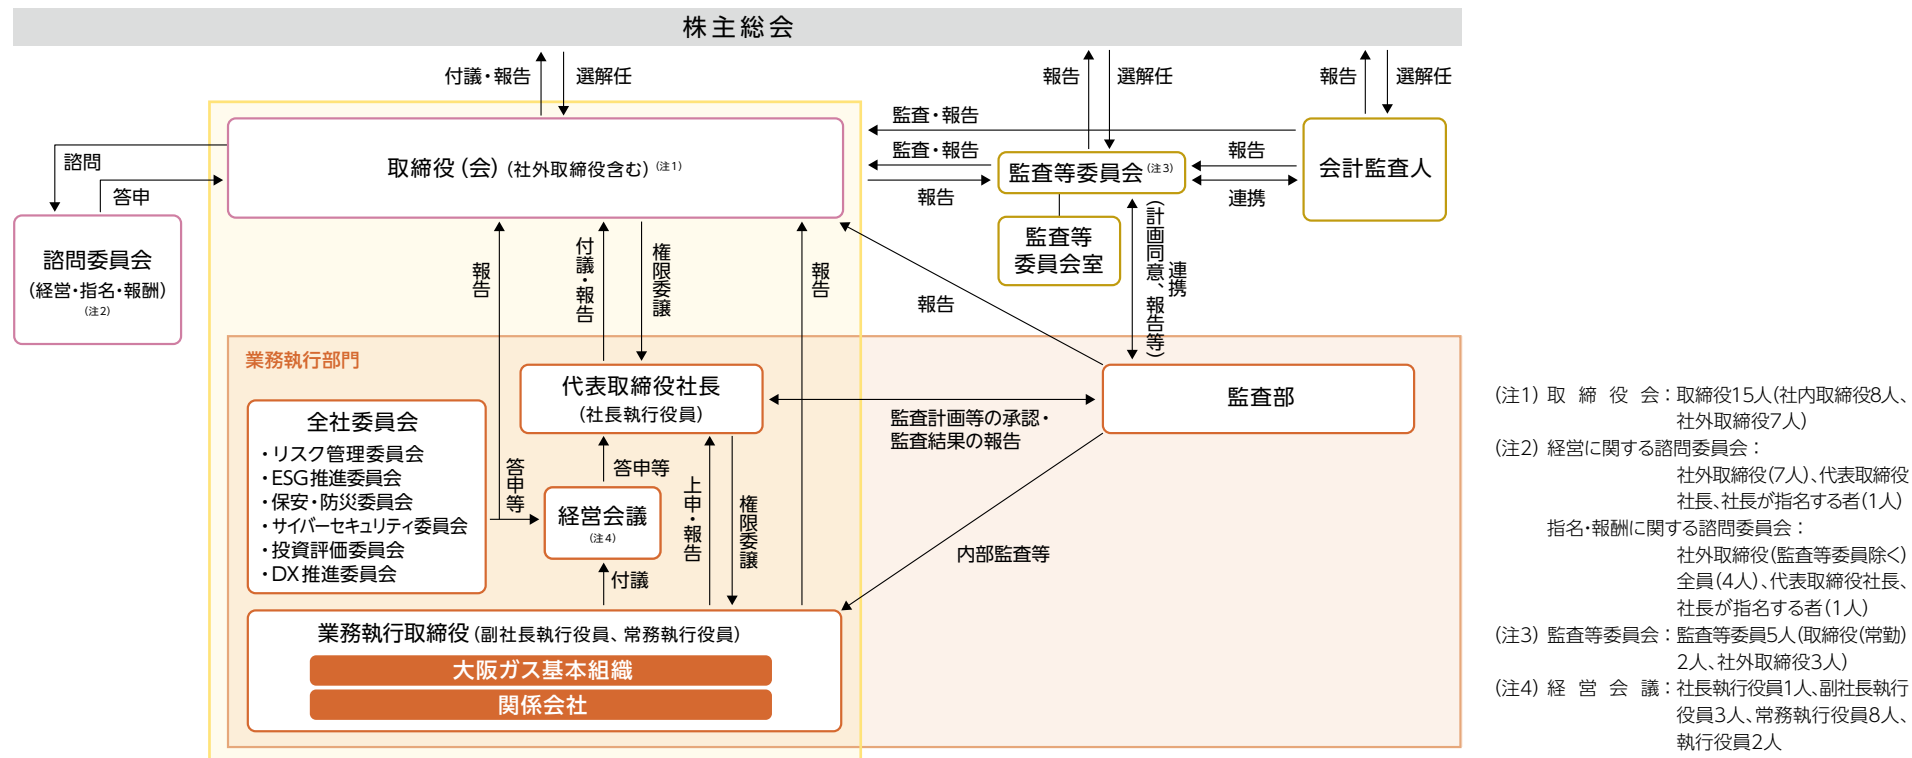 株主総会
付議・報告
選解任
報告
選解任
報告
選解任
監査・報告
監査・報告
報告
報告
連携
諮問
答申
取締役(会)(社外取締役含む)(注1)
監査等委員会(注3)
会計監査人
監査等
委員会室
諮問委員会
(経営・指名・報酬)
(注2)
報告
付議・報告
権限委譲
報告
報告
連携
(計画同意、報告等)
業務執行部門
代表取締役社長
(社長執行役員)
監査部
監査計画等の承認・
監査結果の報告
全社委員会
・リスク管理委員会
・ESG推進委員会
・保安・防災委員会
・サイバーセキュリティ委員会
・投資評価委員会
・DX推進委員会
答申等
答申等
経営会議
(注4)
上申・報告
権限委譲
付議
内部監査等
業務執行取締役(副社長執行役員、常務執行役員)
大阪ガス基本組織
関係会社
(注1) 取締役会:取締役15人(社内取締役8人、
社外取締役7人)
(注2) 経営に関する諮問委員会:
社外取締役(7人)、代表取締役
社長、社長が指名する者(1人)
指名・報酬に関する諮問委員会:
社外取締役(監査等委員除く)
全員(4人)、代表取締役社長、
社長が指名する者(1人)
(注3) 監査等委員会:監査等委員5人(取締役(常勤)
2人、社外取締役3人)
(注4) 経営会議:社長執行役員1人、副社長執行
役員3人、常務執行役員8人、
執行役員2人